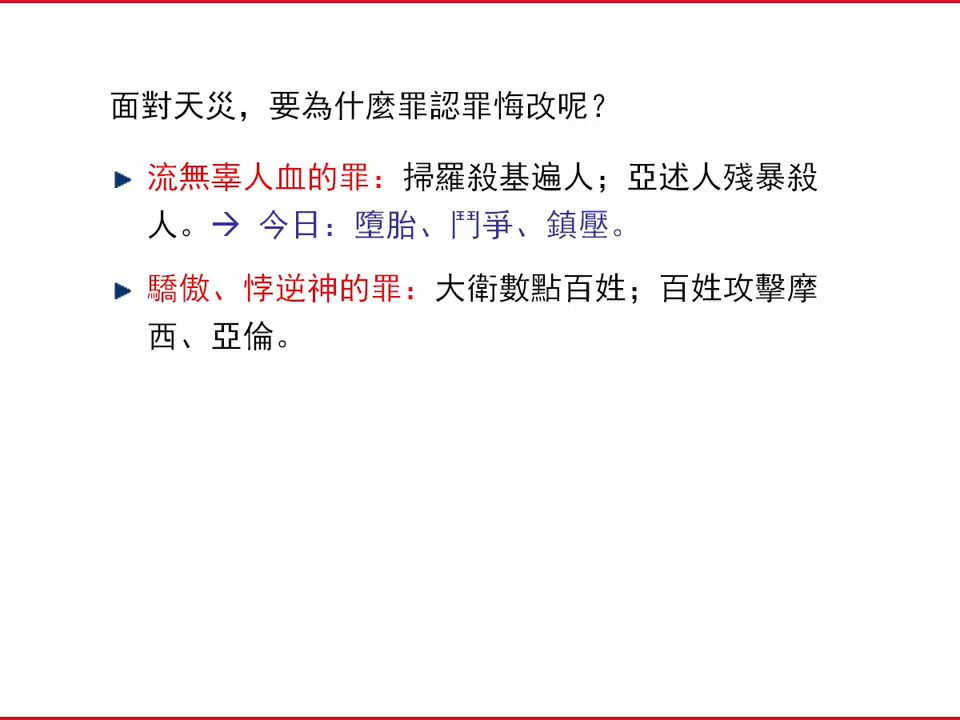 面對天災，要為什麼罪認罪悔改呢？
流無辜人血的罪：掃羅殺基遍人；亞述人殘暴殺
人。→ 今日：墮胎、鬥爭、鎮壓。
驕傲、悖逆神的罪：大衛數點百姓；百姓攻擊摩
西、亞倫。